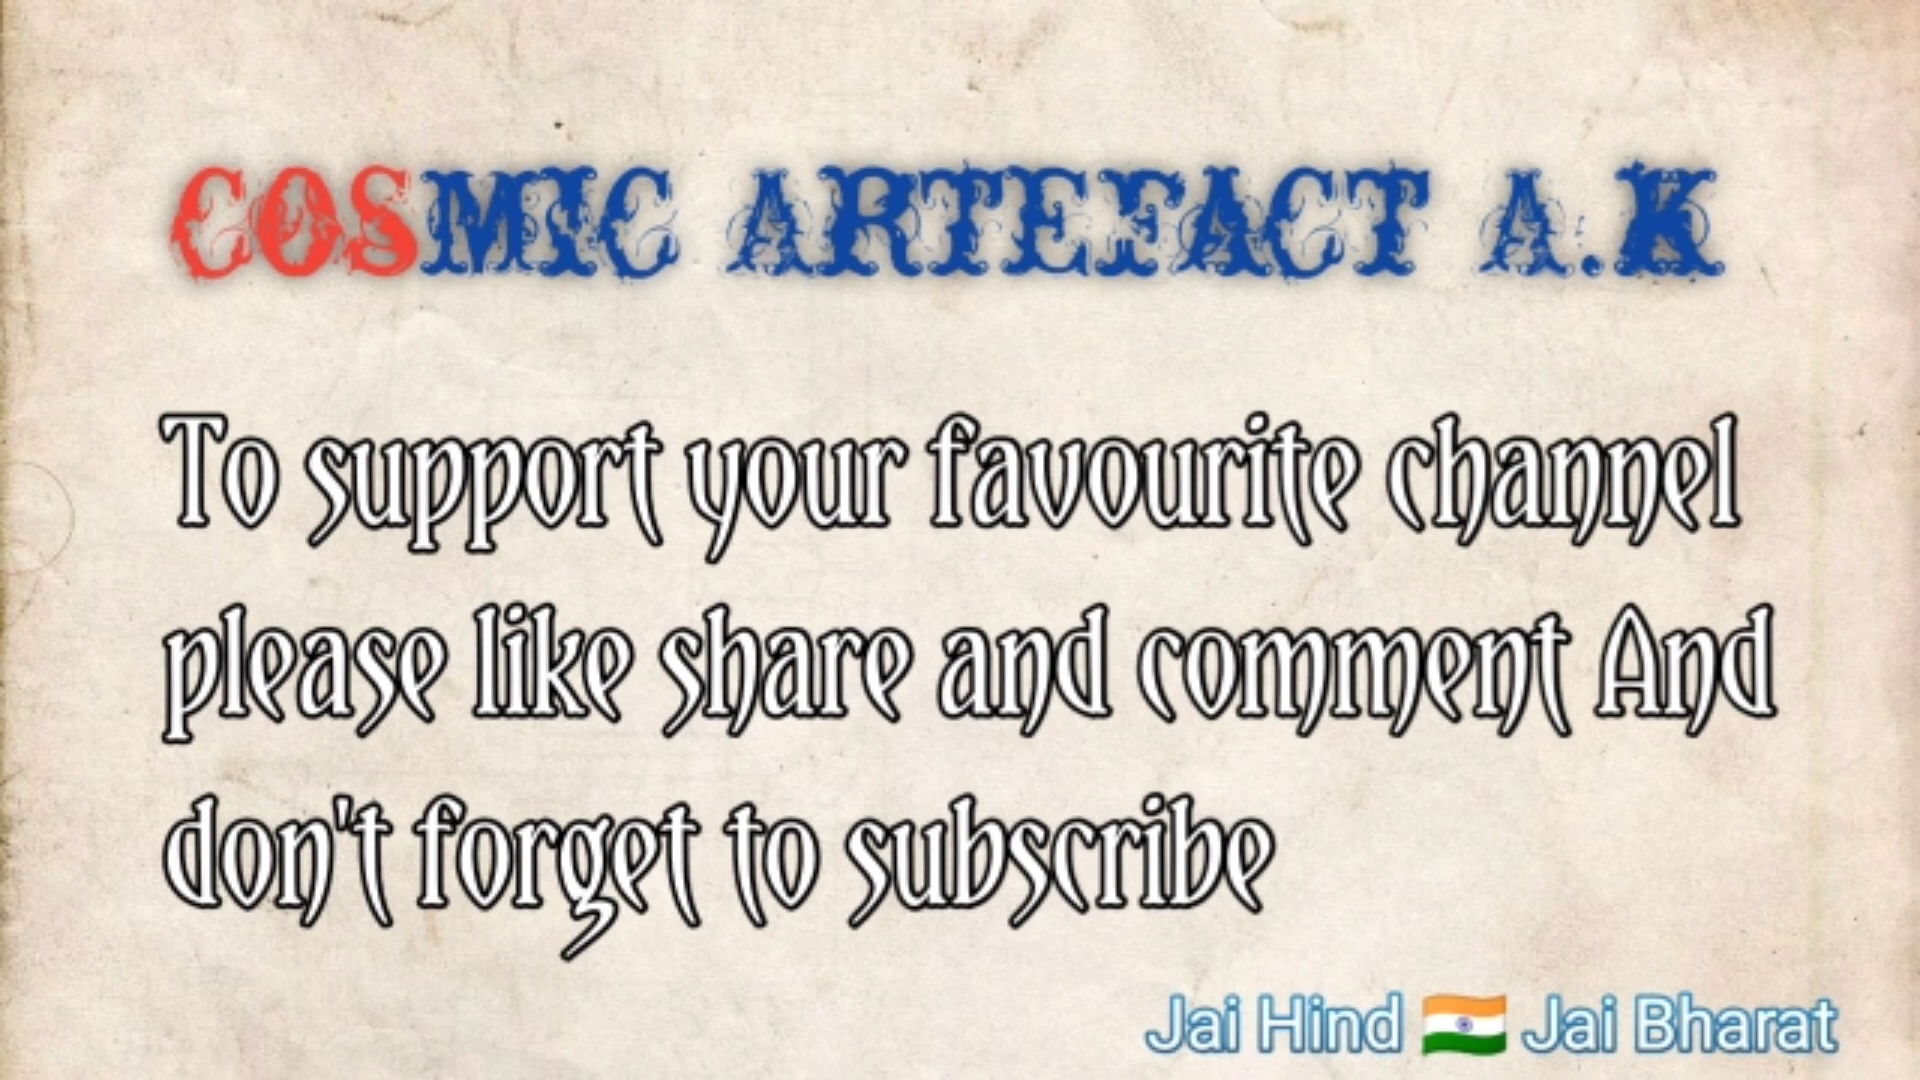 COSMIC ARTEFACT A.K
To support your favourite channel
please like share and comment And
don't forget to subscribe
Jai Hind 🇮🇳 Jai Bharat